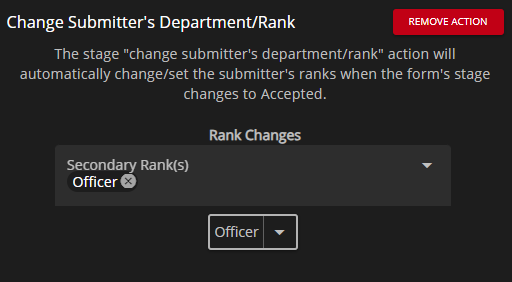 Change Submitter's Department/Rank
REMOVE ACTION
The stage "change submitter's department/rank" action will
automatically change/set the submitter's ranks when the form's stage
changes to Accepted.
Rank Changes
Secondary Rank(s)
Officer
Officer